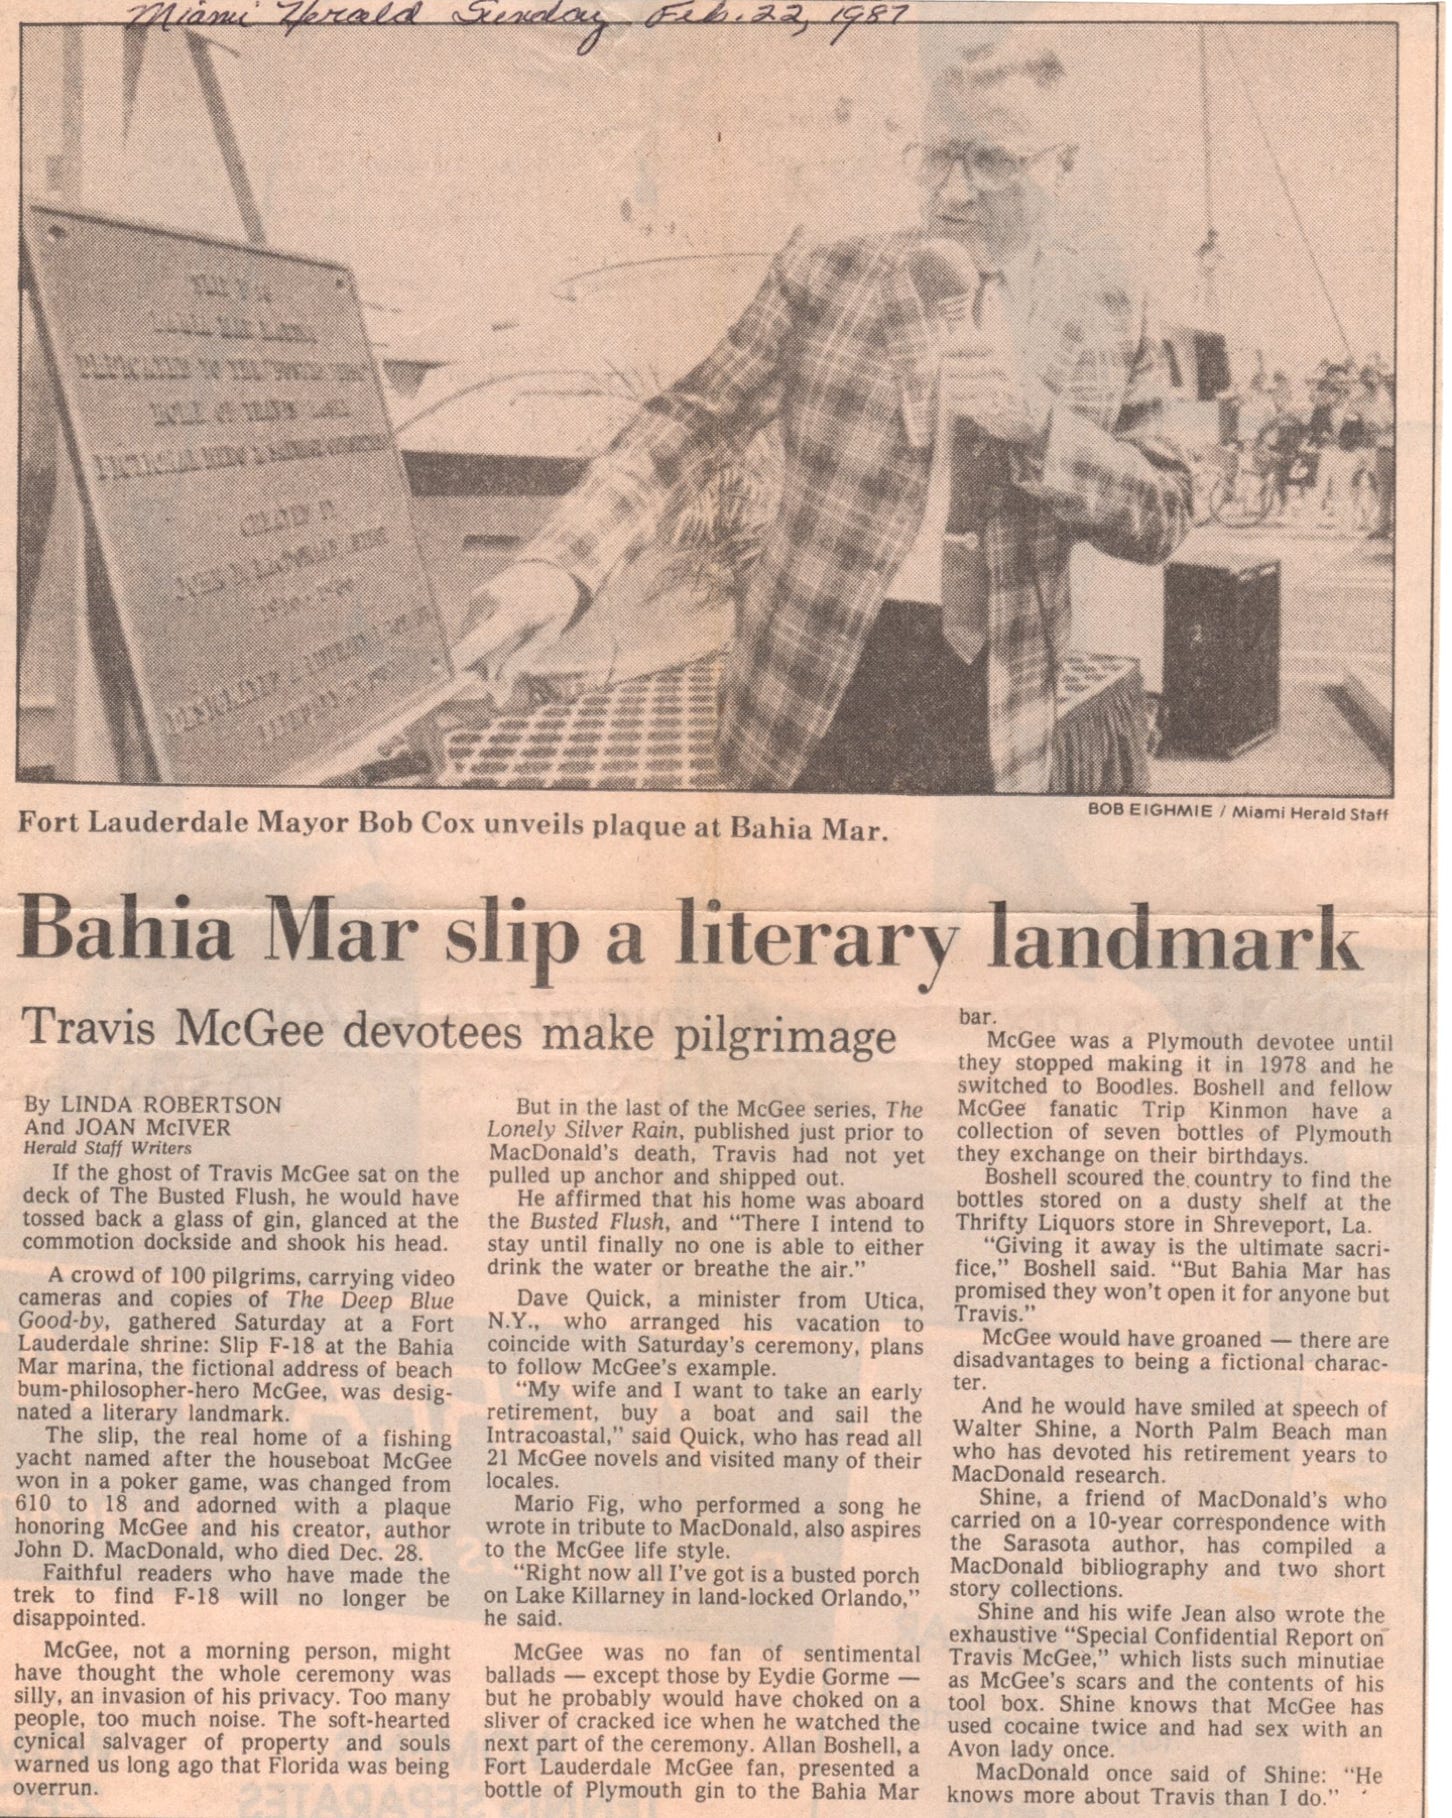 Miami Herald Sunday Feb. 22, 1987
DEDICATED TO THE
CREATED BY
Fort Lauderdale Mayor Bob Cox unveils plaque at Bahia Mar.
BOB EIGHMIE / Miami Herald Staff
Bahia Mar slip a literary landmark
Travis McGee devotees make pilgrimage
By LINDA ROBERTSON
And JOAN McIVER
Herald Staff Writers
If the ghost of Travis McGee sat on the
deck of The Busted Flush, he would have
tossed back a glass of gin, glanced at the
commotion dockside and shook his head.
A crowd of 100 pilgrims, carrying video
cameras and copies of The Deep Blue
Good-by, gathered Saturday at a Fort
Lauderdale shrine: Slip F-18 at the Bahia
Mar marina, the fictional address of beach
bum-philosopher-hero McGee, was desig-
nated a literary landmark.
The slip, the real home of a fishing
yacht named after the houseboat McGee
won in a poker game, was changed from
610 to 18 and adorned with a plaque
honoring McGee and his creator, author
John D. MacDonald, who died Dec. 28.
Faithful readers who have made the
trek to find F-18 will no longer be
disappointed.
McGee, not a morning person, might
have thought the whole ceremony was
silly, an invasion of his privacy. Too many
people, too much noise. The soft-hearted
cynical salvager of property and souls
warned us long ago that Florida was being
overrun.
But in the last of the McGee series, The
Lonely Silver Rain, published just prior to
MacDonald's death, Travis had not yet
pulled up anchor and shipped out.
He affirmed that his home was aboard
the Busted Flush, and "There I intend to
stay until finally no one is able to either
drink the water or breathe the air."
Dave Quick, a minister from Utica,
N.Y., who arranged his vacation to
coincide with Saturday's ceremony, plans
to follow McGee's example.
"My wife and I want to take an early
retirement, buy a boat and sail the
Intracoastal," said Quick, who has read all
21 McGee novels and visited many of their
locales.
Mario Fig, who performed a song he
wrote in tribute to MacDonald, also aspires
to the McGee life style.
"Right now all I've got is a busted porch
on Lake Killarney in land-locked Orlando,"
he said.
McGee was no fan of sentimental
ballads — except those by Eydie Gorme —
but he probably would have choked on a
sliver of cracked ice when he watched the
next part of the ceremony. Allan Boshell, a
Fort Lauderdale McGee fan, presented a
bottle of Plymouth gin to the Bahia Mar
bar.
McGee was a Plymouth devotee until
they stopped making it in 1978 and he
switched to Boodles. Boshell and fellow
McGee fanatic Trip Kinmon have a
collection of seven bottles of Plymouth
they exchange on their birthdays.
Boshell scoured the country to find the
bottles stored on a dusty shelf at the
Thrifty Liquors store in Shreveport, La.
"Giving it away is the ultimate sacri-
fice," Boshell said. "But Bahia Mar has
promised they won't open it for anyone but
Travis."
McGee would have groaned — there are
disadvantages to being a fictional charac-
ter.
And he would have smiled at speech of
Walter Shine, a North Palm Beach man
who has devoted his retirement years to
MacDonald research.
Shine, a friend of MacDonald's who
carried on a 10-year correspondence with
the Sarasota author, has compiled a
MacDonald bibliography and two short
story collections.
Shine and his wife Jean also wrote the
exhaustive "Special Confidential Report on
Travis McGee," which lists such minutiae
as McGee's scars and the contents of his
tool box. Shine knows that McGee has
used cocaine twice and had sex with an
Avon lady once.
MacDonald once said of Shine: "He
knows more about Travis than I do."